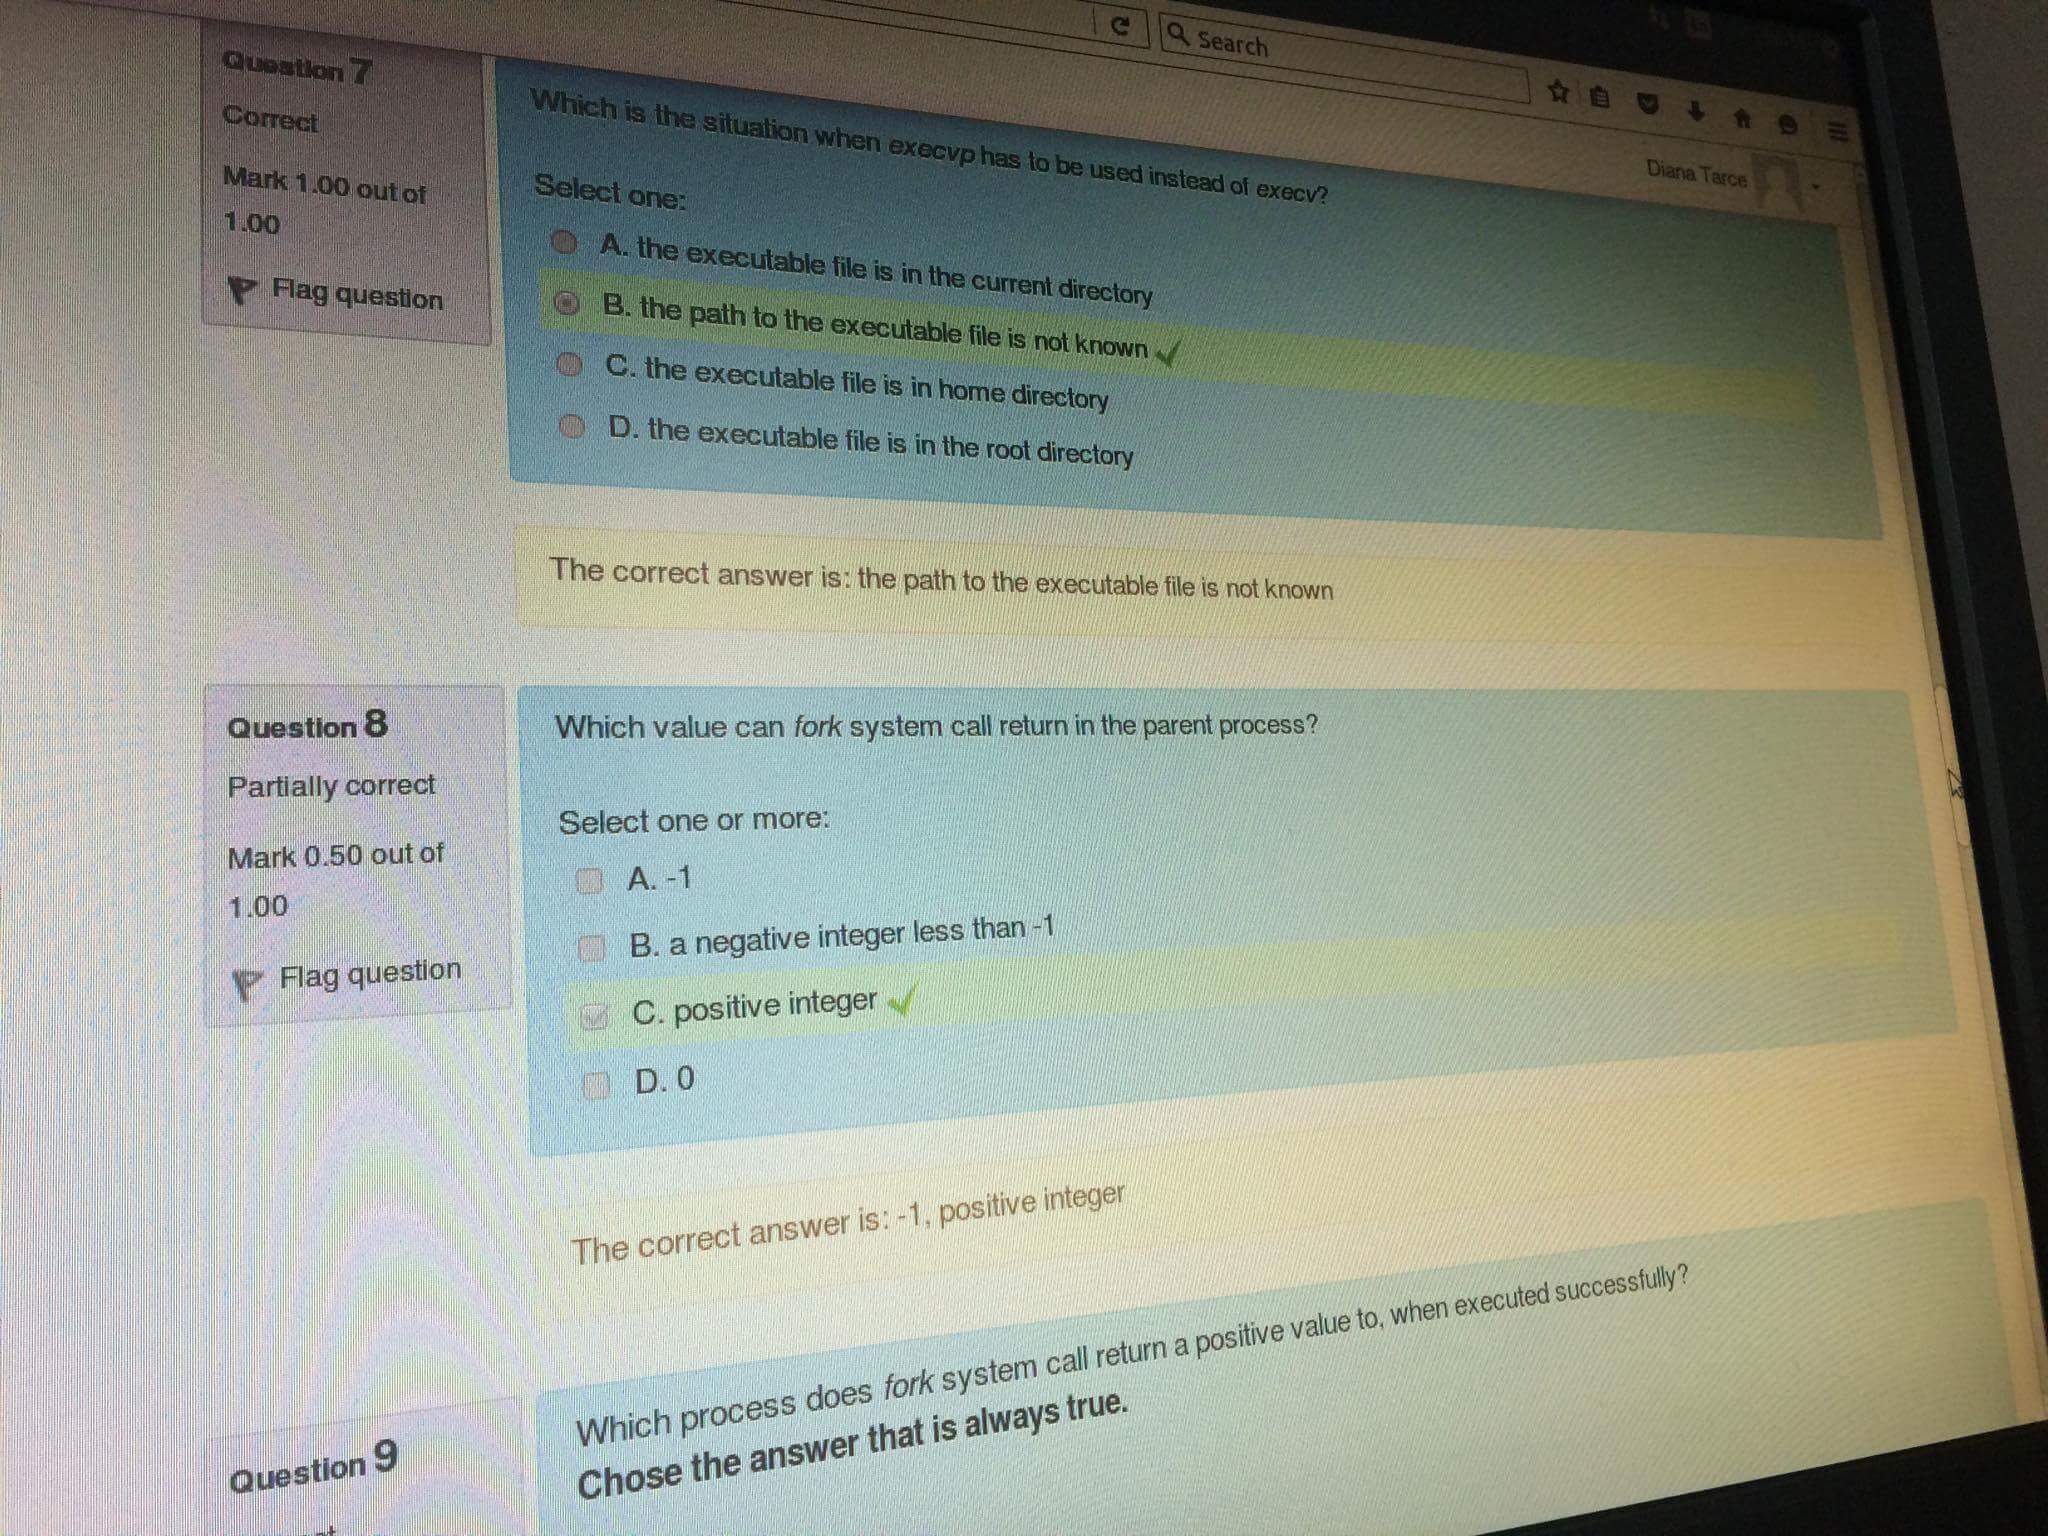 Search
Diana Tarce
Question 7
Correct
Mark 1.00 out of
1.00
Flag question
Which is the situation when execvp has to be used instead of execv?
Select one:
A. the executable file is in the current directory
B. the path to the executable file is not known
C. the executable file is in home directory
D. the executable file is in the root directory
The correct answer is: the path to the executable file is not known
Question 8
Partially correct
Mark 0.50 out of
1.00
Flag question
Which value can fork system call return in the parent process?
Select one or more:
A. -1
B. a negative integer less than -1
C. positive integer
D. 0
The correct answer is: -1, positive integer
Question 9
Which process does fork system call return a positive value to, when executed successfully?
Chose the answer that is always true.